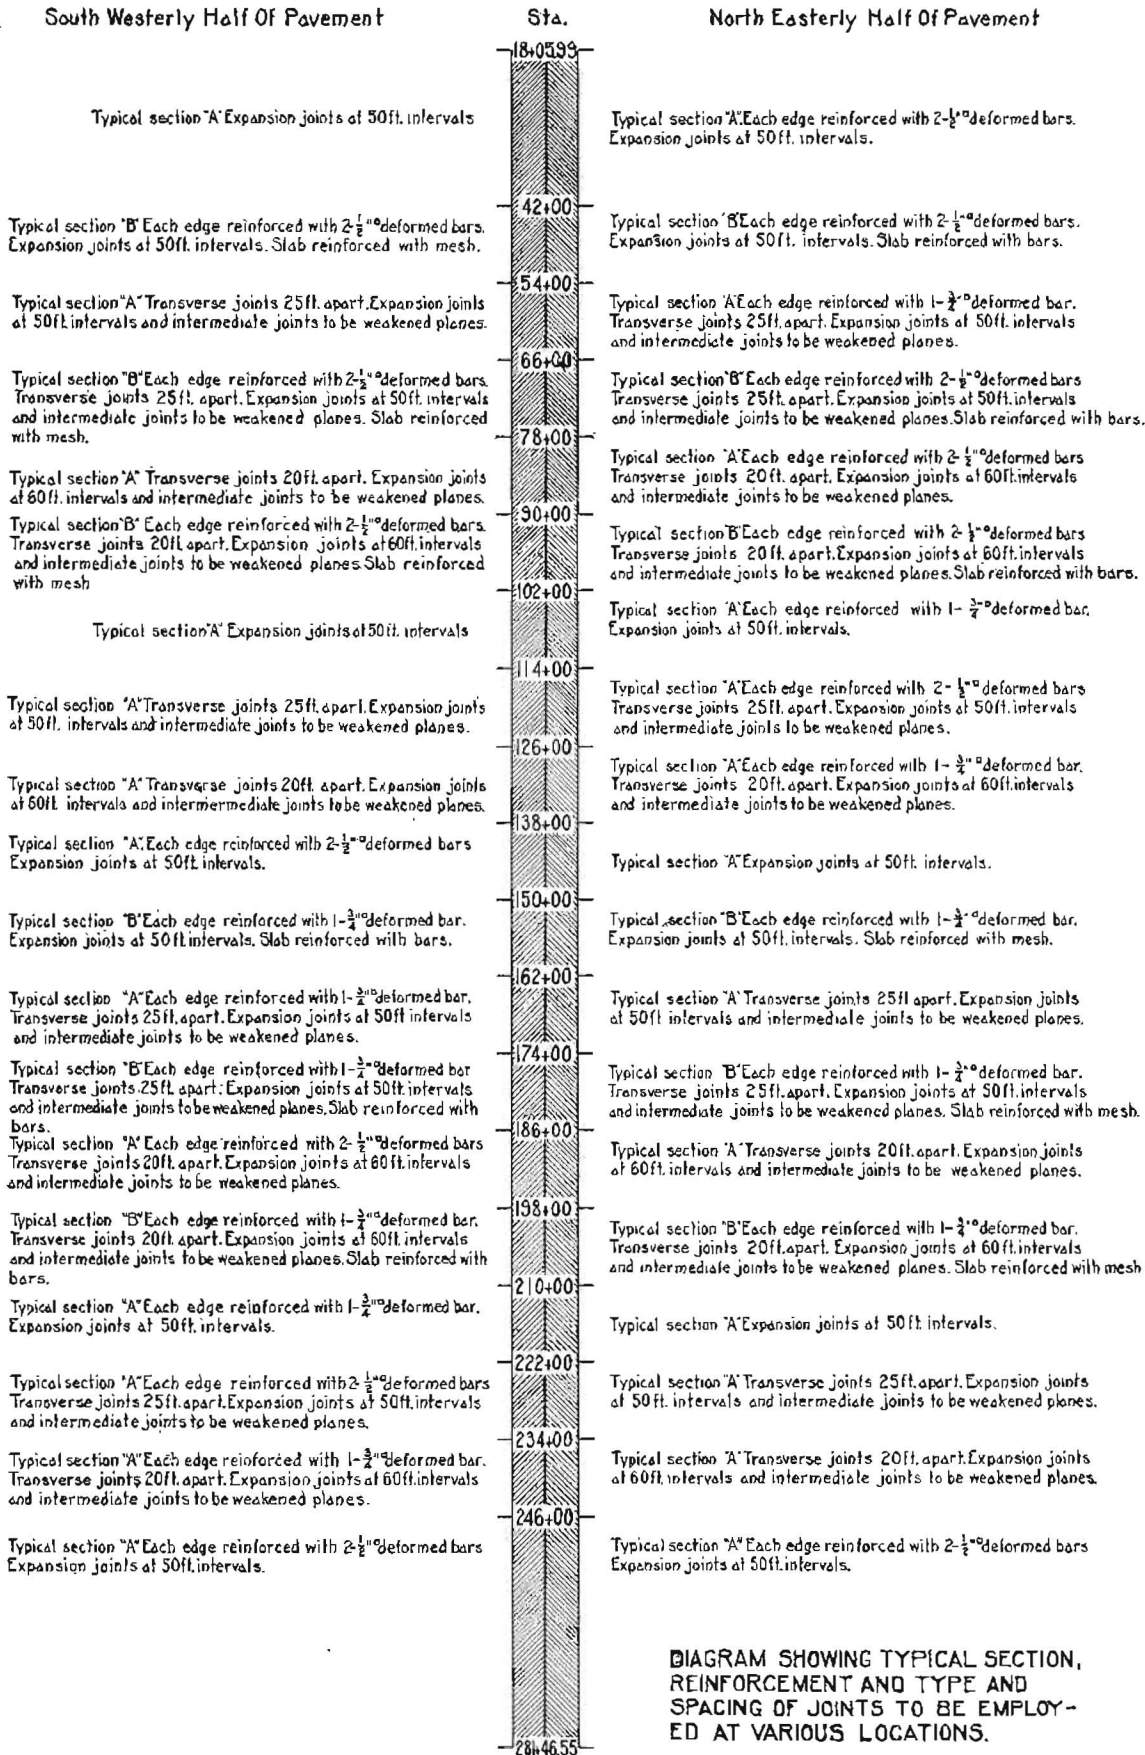 South Westerly Half Of Pavement
Sta.
North Easterly Half Of Pavement
18+05.99
Typical section "A" Expansion joints at 50ft. intervals
Typical section "A". Each edge reinforced with 2-½"□ deformed bars.
Expansion joints at 50ft. intervals.
42+00
Typical section "B" Each edge reinforced with 2-½"□ deformed bars.
Expansion joints at 50ft. intervals. Slab reinforced with mesh.
Typical section "B" Each edge reinforced with 2-½"□ deformed bars.
Expansion joints at 50ft. intervals. Slab reinforced with bars.
54+00
Typical section "A" Transverse joints 25ft. apart. Expansion joints
at 50ft. intervals and intermediate joints to be weakened planes.
Typical section "A" Each edge reinforced with 1-¾"□ deformed bar.
Transverse joints 25ft. apart. Expansion joints at 50ft. intervals
and intermediate joints to be weakened planes.
66+00
Typical section "B" Each edge reinforced with 2-½"□ deformed bars.
Transverse joints 25ft. apart. Expansion joints at 50ft. intervals
and intermediate joints to be weakened planes. Slab reinforced
with mesh.
Typical section "B" Each edge reinforced with 2-½"□ deformed bars
Transverse joints 25ft. apart. Expansion joints at 50ft. intervals
and intermediate joints to be weakened planes. Slab reinforced with bars.
78+00
Typical section "A" Transverse joints 20ft. apart. Expansion joints
at 60ft. intervals and intermediate joints to be weakened planes.
Typical section "A" Each edge reinforced with 2-½"□ deformed bars
Transverse joints 20ft. apart. Expansion joints at 60ft. intervals
and intermediate joints to be weakened planes.
90+00
Typical section "B" Each edge reinforced with 2-½"□ deformed bars.
Transverse joints 20ft. apart. Expansion joints at 60ft. intervals
and intermediate joints to be weakened planes. Slab reinforced
with mesh
Typical section "B" Each edge reinforced with 2-½"□ deformed bars
Transverse joints 20ft. apart. Expansion joints at 60ft. intervals
and intermediate joints to be weakened planes. Slab reinforced with bars.
102+00
Typical section "A" Expansion joints at 50ft. intervals
Typical section "A" Each edge reinforced with 1-¾"□ deformed bar.
Expansion joints at 50ft. intervals.
114+00
Typical section "A" Transverse joints 25ft. apart. Expansion joints
at 50ft. intervals and intermediate joints to be weakened planes.
Typical section "A" Each edge reinforced with 2-½"□ deformed bars
Transverse joints 25ft. apart. Expansion joints at 50ft. intervals
and intermediate joints to be weakened planes.
126+00
Typical section "A" Transverse joints 20ft. apart. Expansion joints
at 60ft. intervals and intermiermediate joints to be weakened planes.
Typical section "A" Each edge reinforced with 1-¾"□ deformed bar.
Transverse joints 20ft. apart. Expansion joints at 60ft. intervals
and intermediate joints to be weakened planes.
138+00
Typical section "A". Each edge reinforced with 2-½"□ deformed bars
Expansion joints at 50ft. intervals.
Typical section "A" Expansion joints at 50ft. intervals.
150+00
Typical section "B" Each edge reinforced with 1-¾"□ deformed bar.
Expansion joints at 50ft. intervals. Slab reinforced with bars.
Typical section "B" Each edge reinforced with 1-¾"□ deformed bar.
Expansion joints at 50ft. intervals. Slab reinforced with mesh.
162+00
Typical section "A" Each edge reinforced with 1-¾"□ deformed bar.
Transverse joints 25ft. apart. Expansion joints at 50ft intervals
and intermediate joints to be weakened planes.
Typical section "A" Transverse joints 25ft apart. Expansion joints
at 50ft intervals and intermediate joints to be weakened planes.
174+00
Typical section "B" Each edge reinforced with 1-¾"□ deformed bar
Transverse joints 25ft. apart. Expansion joints at 50ft. intervals
and intermediate joints to be weakened planes. Slab reinforced with
bars.
Typical section "B" Each edge reinforced with 1-¾"□ deformed bar.
Transverse joints 25ft. apart. Expansion joints at 50ft. intervals
and intermediate joints to be weakened planes. Slab reinforced with mesh.
186+00
Typical section "A" Each edge reinforced with 2-½"□ deformed bars
Transverse joints 20ft. apart. Expansion joints at 60ft. intervals
and intermediate joints to be weakened planes.
Typical section "A" Transverse joints 20ft. apart. Expansion joints
at 60ft. intervals and intermediate joints to be weakened planes.
198+00
Typical section "B" Each edge reinforced with 1-¾"□ deformed bar.
Transverse joints 20ft. apart. Expansion joints at 60ft. intervals
and intermediate joints to be weakened planes. Slab reinforced with
bars.
Typical section "B" Each edge reinforced with 1-¾"□ deformed bar.
Transverse joints 20ft. apart. Expansion joints at 60ft. intervals
and intermediate joints to be weakened planes. Slab reinforced with mesh
210+00
Typical section "A" Each edge reinforced with 1-¾"□ deformed bar.
Expansion joints at 50ft. intervals.
Typical section "A" Expansion joints at 50ft. intervals.
222+00
Typical section "A" Each edge reinforced with 2-½"□ deformed bars
Transverse joints 25ft. apart. Expansion joints at 50ft. intervals
and intermediate joints to be weakened planes.
Typical section "A" Transverse joints 25ft. apart. Expansion joints
at 50ft. intervals and intermediate joints to be weakened planes.
234+00
Typical section "A" Each edge reinforced with 1-¾"□ deformed bar.
Transverse joints 20ft. apart. Expansion joints at 60ft. intervals
and intermediate joints to be weakened planes.
Typical section "A" Transverse joints 20ft. apart. Expansion joints
at 60ft. intervals and intermediate joints to be weakened planes.
246+00
Typical section "A" Each edge reinforced with 2-½"□ deformed bars
Expansion joints at 50ft. intervals.
Typical section "A" Each edge reinforced with 2-½"□ deformed bars
Expansion joints at 50ft. intervals.
DIAGRAM SHOWING TYPICAL SECTION,
REINFORCEMENT AND TYPE AND
SPACING OF JOINTS TO BE EMPLOY-
ED AT VARIOUS LOCATIONS.
281+46.55